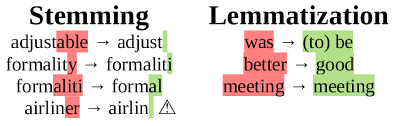 Stemming
adjustable → adjust
formality → formaliti
formaliti → formal
airliner → airlin ⚠
Lemmatization
was → (to) be
better → good
meeting → meeting